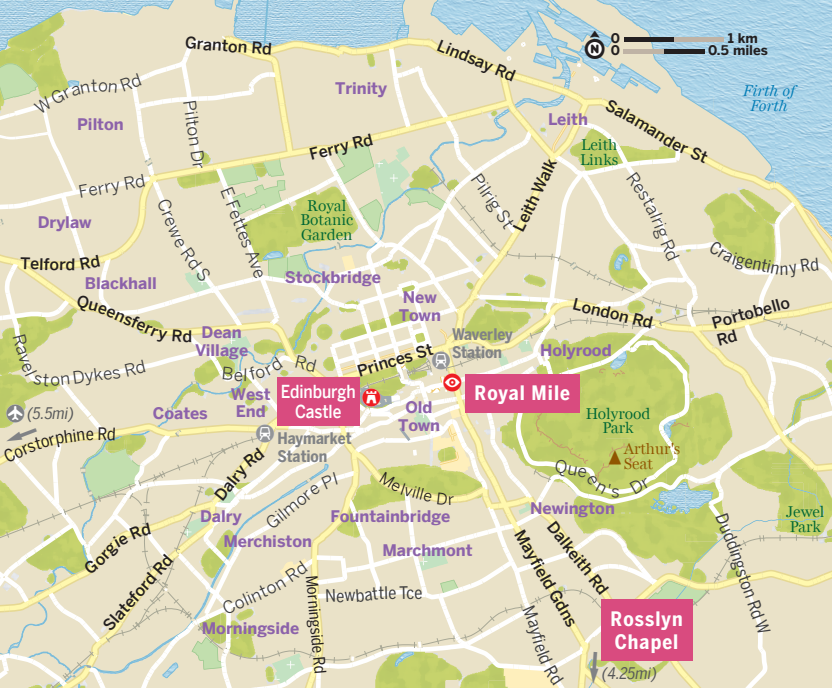 Granton Rd
Lindsay Rd
0
1 km
0
0.5 miles
N
W Granton Rd
Trinity
Firth of
Forth
Pilton
Pilton Dr
Leith
Salamander St
Ferry Rd
Leith
Links
Ferry Rd
Leith Walk
Pilrig St
Restalrig Rd
E Fettes Ave
Royal
Botanic
Garden
Drylaw
Crewe Rd S
Craigentinny Rd
Telford Rd
Blackhall
Stockbridge
New
Town
Queensferry Rd
London Rd
Portobello
Rd
Dean
Village
Waverley
Station
Princes St
Holyrood
Ravelston Dykes Rd
Belford Rd
West
End
Edinburgh
Castle
Royal Mile
(5.5mi)
Coates
Old
Town
Holyrood
Park
Corstorphine Rd
Haymarket
Station
Arthur's
Seat
Dalry Rd
Queen's Dr
Gilmore Pl
Melville Dr
Dalry
Fountainbridge
Newington
Jewel
Park
Gorgie Rd
Merchiston
Marchmont
Mayfield Gdns
Dalkeith Rd
Duddingston Rd W
Slateford Rd
Colinton Rd
Newbattle Tce
Morningside
Morningside Rd
Mayfield Rd
Rosslyn
Chapel
(4.25mi)